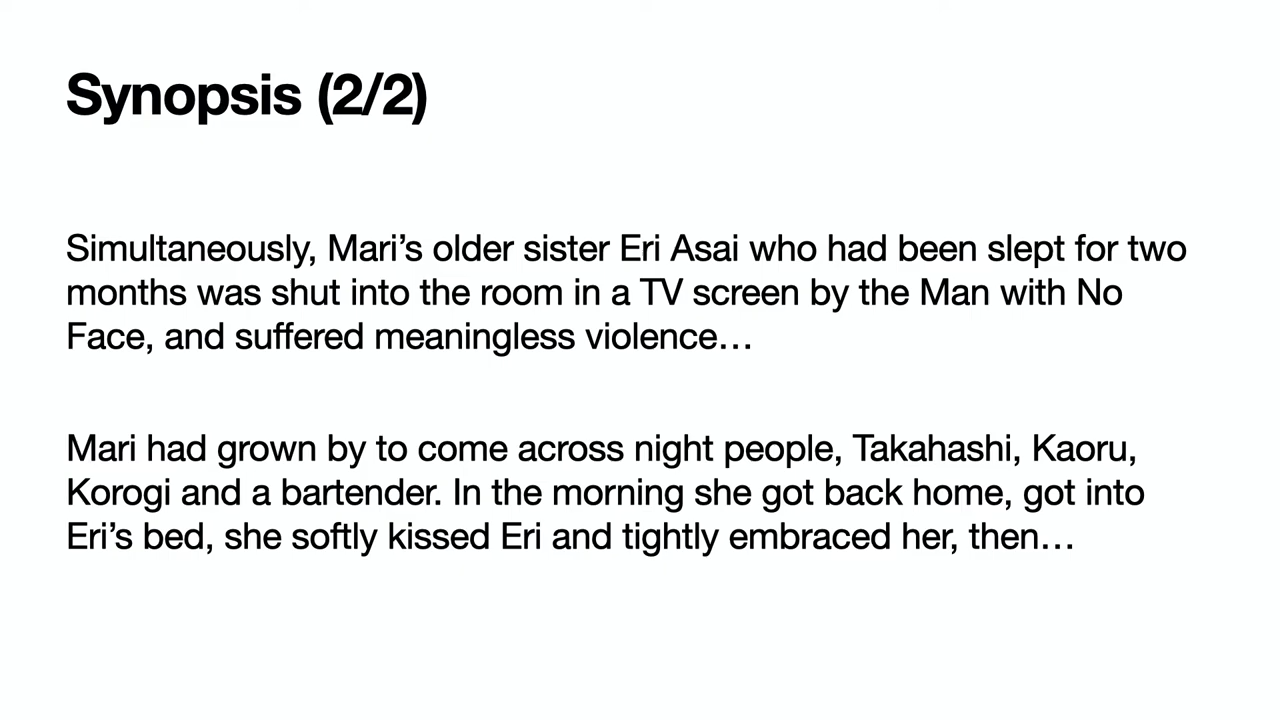 Synopsis (2/2)
Simultaneously, Mari’s older sister Eri Asai who had been slept for two
months was shut into the room in a TV screen by the Man with No
Face, and suffered meaningless violence…
Mari had grown by to come across night people, Takahashi, Kaoru,
Korogi and a bartender. In the morning she got back home, got into
Eri’s bed, she softly kissed Eri and tightly embraced her, then…